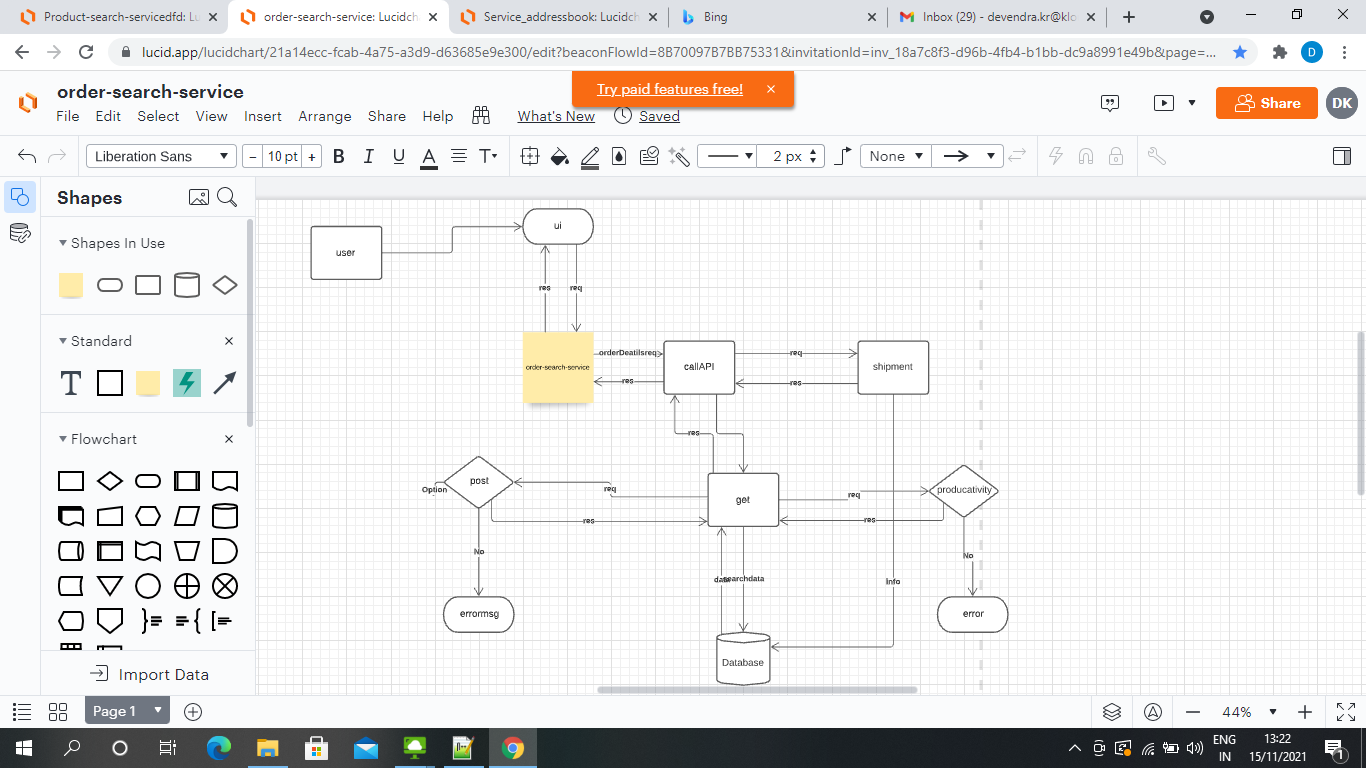 Product-search-servicedfd: Lu
order-search-service: Lucidch
Service_addressbook: Lucidch
Bing
Inbox (29) - devendra.kr@klo
lucid.app/lucidchart/21a14ecc-fcab-4a75-a3d9-d63685e9e300/edit?beaconFlowId=8B70097B7BB75331&invitationId=inv_18a7c8f3-d96b-4fb4-b1bb-dc9a8991e49b&page=...
D
Try paid features free!
order-search-service
File Edit Select View Insert Arrange Share Help What's New Saved
Share
DK
Liberation Sans
- 10 pt +
B I U A T
2 px
None
Shapes
Shapes In Use
Standard
T
Flowchart
Import Data
user
ui
res
req
order-search-service
orderDeatilsreq
res
callAPI
req
res
shipment
res
Option
post
req
res
get
req
res
producativity
No
errormsg
data
searchdata
Info
No
error
Database
Page 1
44%
ENG
IN
13:22
15/11/2021
1